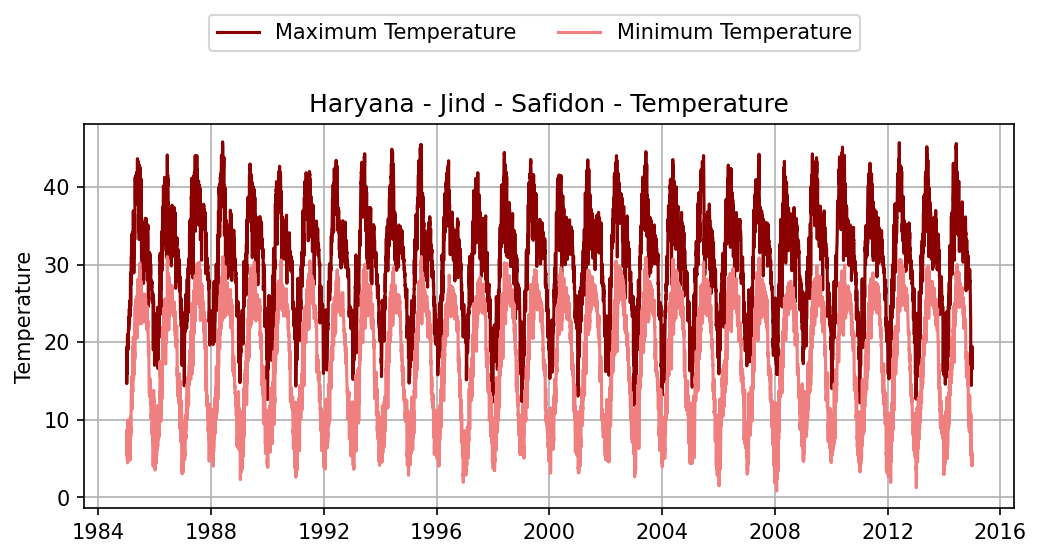 Maximum Temperature Minimum Temperature
Haryana - Jind - Safidon - Temperature
Temperature
40
30
20
10
0
1984 1988 1992 1996 2000 2004 2008 2012 2016